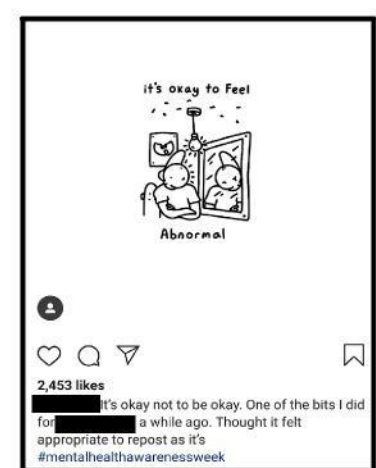 it's okay to Feel
Abnormal
2,453 likes
It's okay not to be okay. One of the bits I did
for a while ago. Thought it felt
appropriate to repost as it's
#mentalhealthawarenessweek